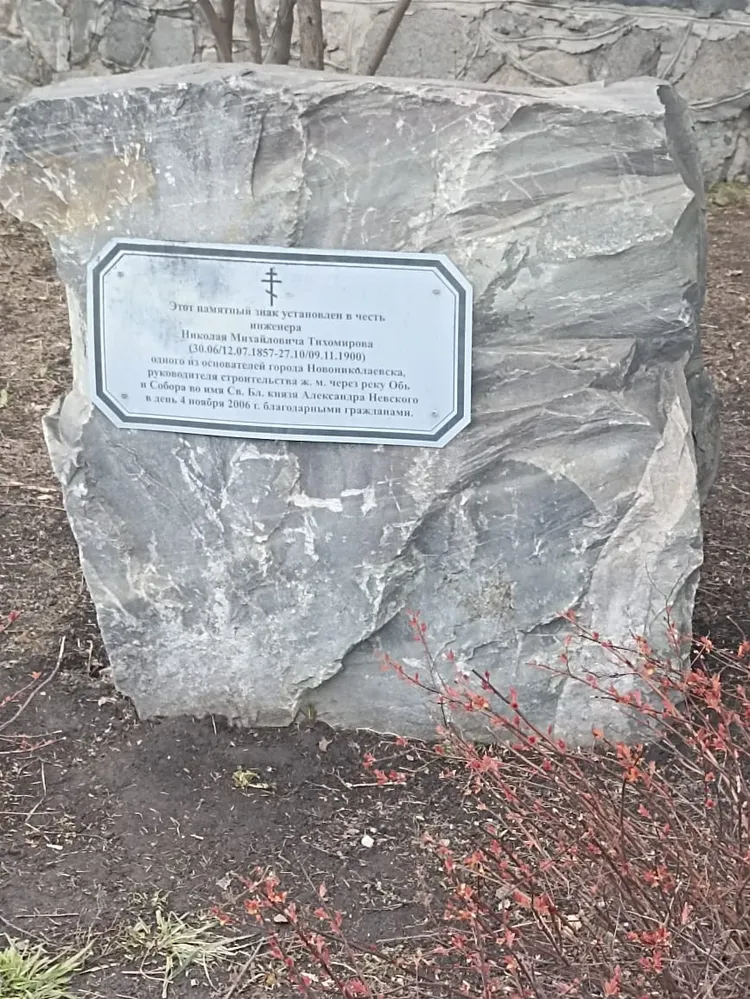 Этот памятный знак установлен в честь
инженера
Николая Михайловича Тихомирова
(30.06/12.07.1857-27.10/09.11.1900)
одного из основателей города Новониколаевска,
руководителя строительства ж. м. через реку Обь
и Собора во имя Св. Бл. князя Александра Невского
в день 4 ноября 2006 г. благодарными гражданами.